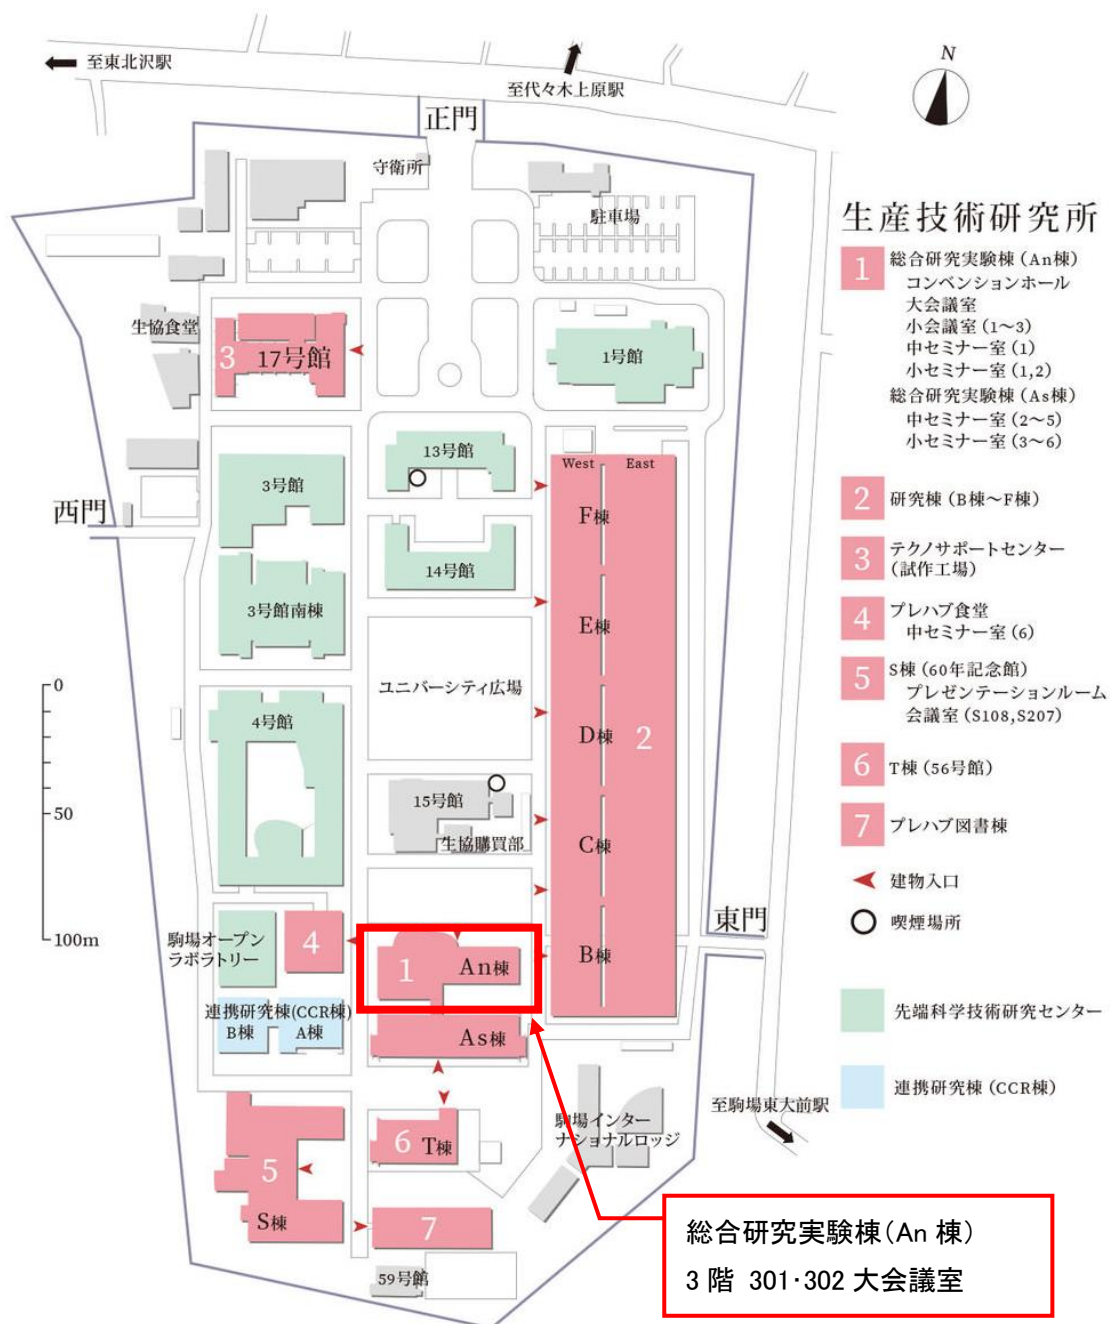 至東北沢駅
至代々木上原駅
N
正門
守衛所
駐車場
生協食堂
3
17号館
1号館
13号館
West
East
3号館
西門
F棟
14号館
3号館南棟
E棟
ユニバーシティ広場
4号館
D棟
2
15号館
生協購買部
C棟
0
50
100m
駒場オープン
ラボラトリー
4
1
An棟
B棟
東門
連携研究棟(CCR棟)
B棟
A棟
As棟
至駒場東大前駅
駒場インター
ナショナルロッジ
6
T棟
5
S棟
7
59号館
生産技術研究所
1
総合研究実験棟(An棟)
コンベンションホール
大会議室
小会議室(1〜3)
中セミナー室(1)
小セミナー室(1,2)
総合研究実験棟(As棟)
中セミナー室(2〜5)
小セミナー室(3〜6)
2
研究棟(B棟〜F棟)
3
テクノサポートセンター
(試作工場)
4
プレハブ食堂
中セミナー室(6)
5
S棟(60年記念館)
プレゼンテーションルーム
会議室(S108,S207)
6
T棟(56号館)
7
プレハブ図書棟
建物入口
喫煙場所
先端科学技術研究センター
連携研究棟(CCR棟)
総合研究実験棟(An 棟)
3 階 301・302 大会議室